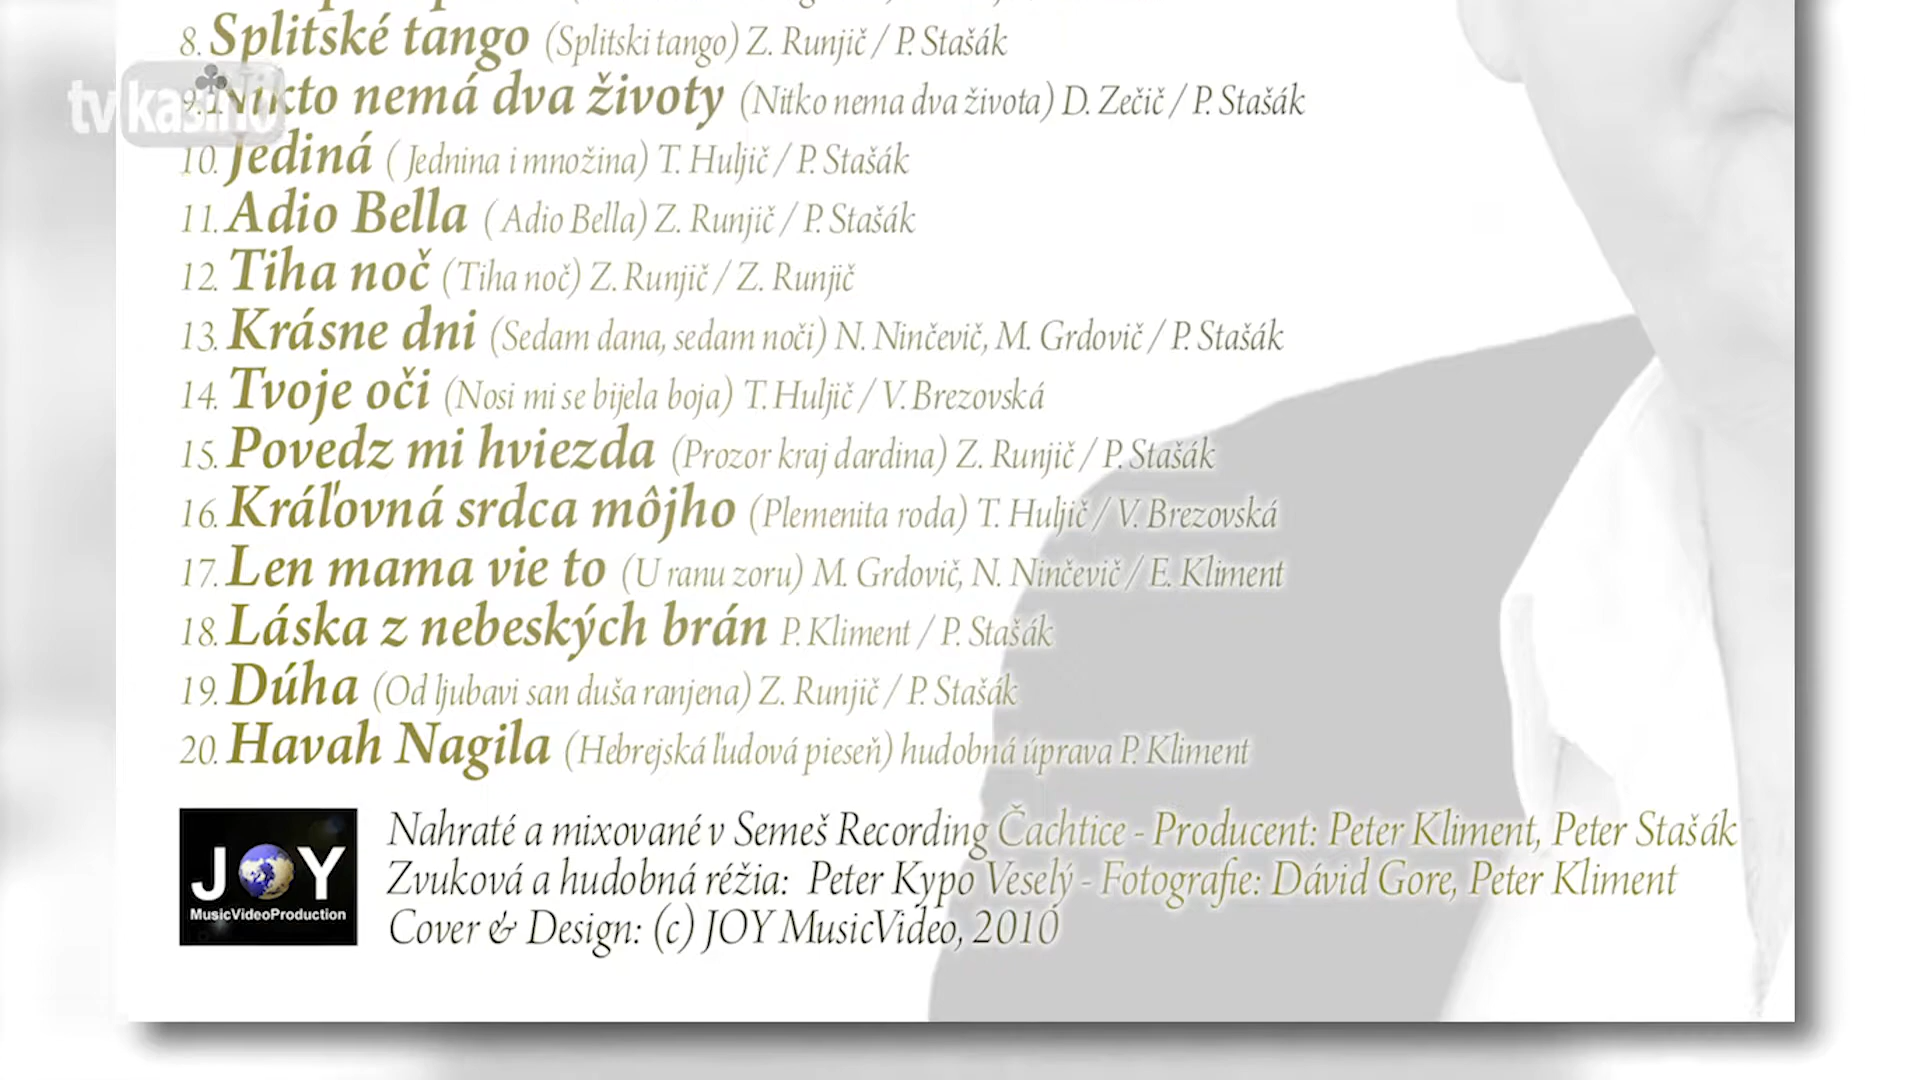 8. Splitské tango (Splitski tango) Z. Runjič / P. Stašák
tvkasino
9. Nikto nemá dva životy (Nitko nema dva života) D. Zečič / P. Stašák
10. Jediná ( Jednina i množina) T. Huljič / P. Stašák
11. Adio Bella ( Adio Bella) Z. Runjič / P. Stašák
12. Tiha noč (Tiha noč) Z. Runjič / Z. Runjič
13. Krásne dni (Sedam dana, sedam noči) N. Ninčevič, M. Grdovič / P. Stašák
14. Tvoje oči (Nosi mi se bijela boja) T. Huljič / V. Brezovská
15. Povedz mi hviezda (Prozor kraj dardina) Z. Runjič / P. Stašák
16. Kráľovná srdca môjho (Plemenita roda) T. Huljič / V. Brezovská
17. Len mama vie to (U ranu zoru) M. Grdovič, N. Ninčevič / E. Kliment
18. Láska z nebeských brán P. Kliment / P. Stašák
19. Dúha (Od ljubavi san duša ranjena) Z. Runjič / P. Stašák
20. Havah Nagila (Hebrejská ľudová pieseň) hudobná úprava P. Kliment
JOY
MusicVideoProduction
Nahraté a mixované v Semeš Recording Čachtice - Producent: Peter Kliment, Peter Stašák
Zvuková a hudobná réžia: Peter Kypo Veselý - Fotografie: Dávid Gore, Peter Kliment
Cover & Design: (c) JOY MusicVideo, 2010